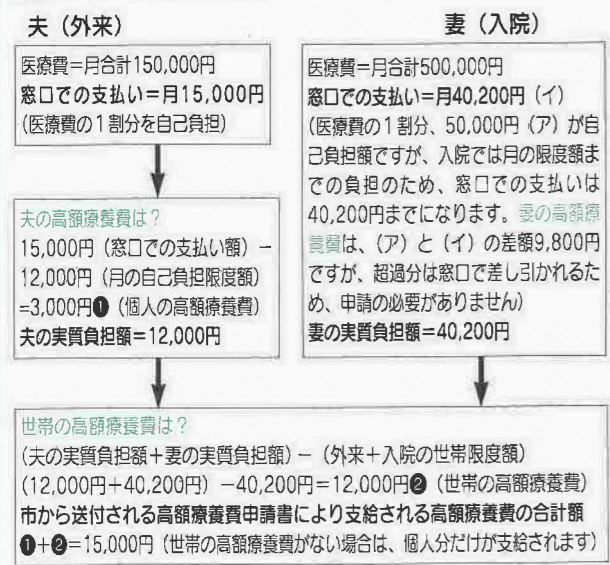 夫（外来）
医療費＝月合計150,000円
窓口での支払い＝月15,000円
（医療費の1割分を自己負担）
夫の高額療養費は？
15,000円（窓口での支払い額）－
12,000円（月の自己負担限度額）
=3,000円❶（個人の高額療養費）
夫の実質負担額＝12,000円
妻（入院）
医療費＝月合計500,000円
窓口での支払い＝月40,200円（イ）
（医療費の1割分、50,000円（ア）が自
己負担額ですが、入院では月の限度額ま
での負担のため、窓口での支払いは
40,200円までになります。妻の高額療
養費は、（ア）と（イ）の差額9,800円
ですが、超過分は窓口で差し引かれるた
め、申請の必要がありません）
妻の実質負担額＝40,200円
世帯の高額療養費は？
（夫の実質負担額＋妻の実質負担額）－（外来＋入院の世帯限度額）
（12,000円＋40,200円）－40,200円＝12,000円❷（世帯の高額療養費）
市から送付される高額療養費申請書により支給される高額療養費の合計額
❶+❷＝15,000円（世帯の高額療養費がない場合は、個人分だけが支給されます）